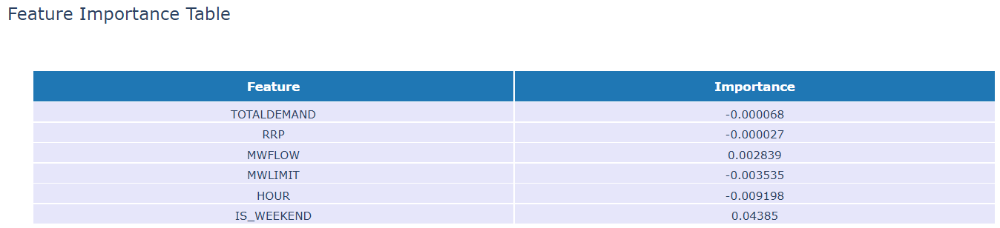 Feature Importance Table
Feature Importance
TOTALDEMAND -0.000068
RRP -0.000027
MWFLOW 0.002839
MWLIMIT -0.003535
HOUR -0.009198
IS_WEEKEND 0.04385